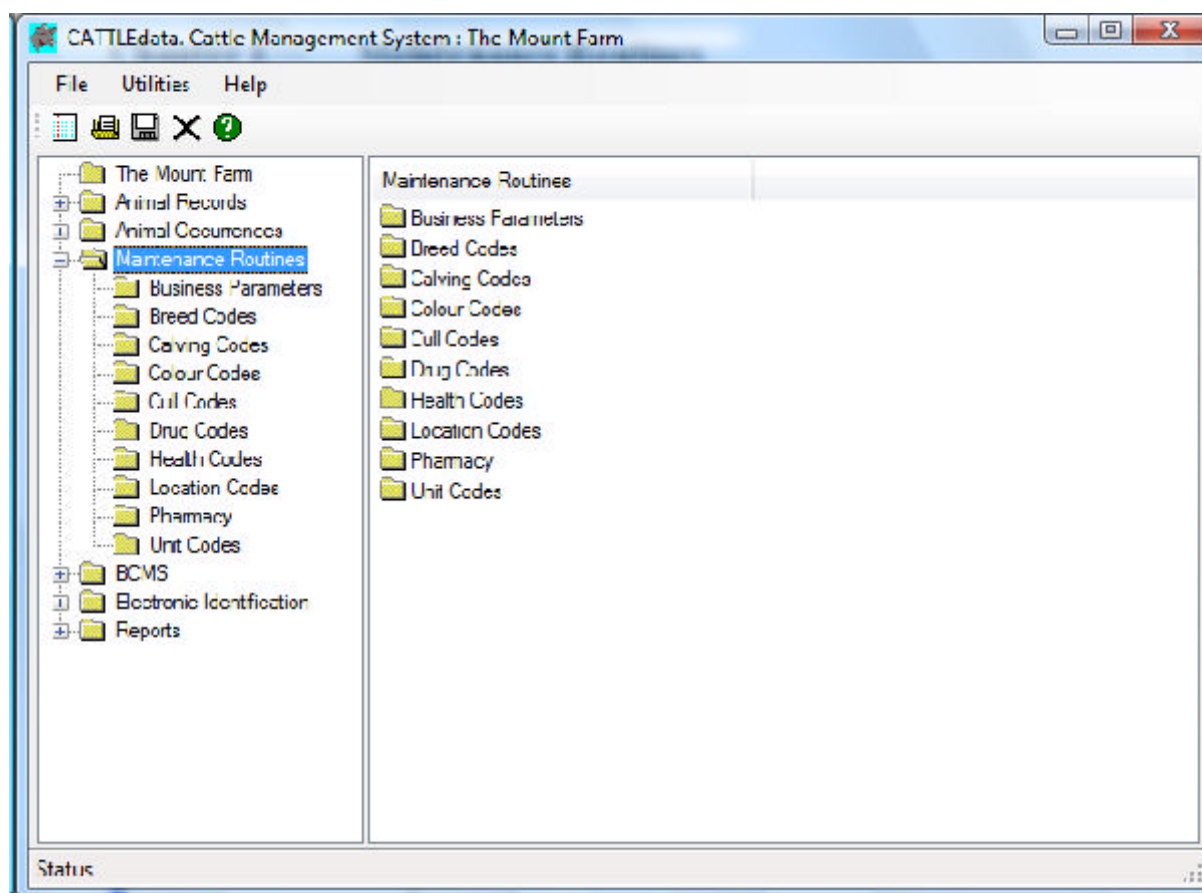 CATTLEdata. Cattle Management System : The Mount Farm
File Utilities Help
The Mount Farm
Animal Records
Animal Occurrences
Maintenance Routines
Business Parameters
Breed Codes
Calving Codes
Colour Codes
Cull Codes
Drug Codes
Health Codes
Location Codes
Pharmacy
Unit Codes
BCMS
Electronic Identification
Reports
Maintenance Routines
Business Parameters
Breed Codes
Calving Codes
Colour Codes
Cull Codes
Drug Codes
Health Codes
Location Codes
Pharmacy
Unit Codes
Status